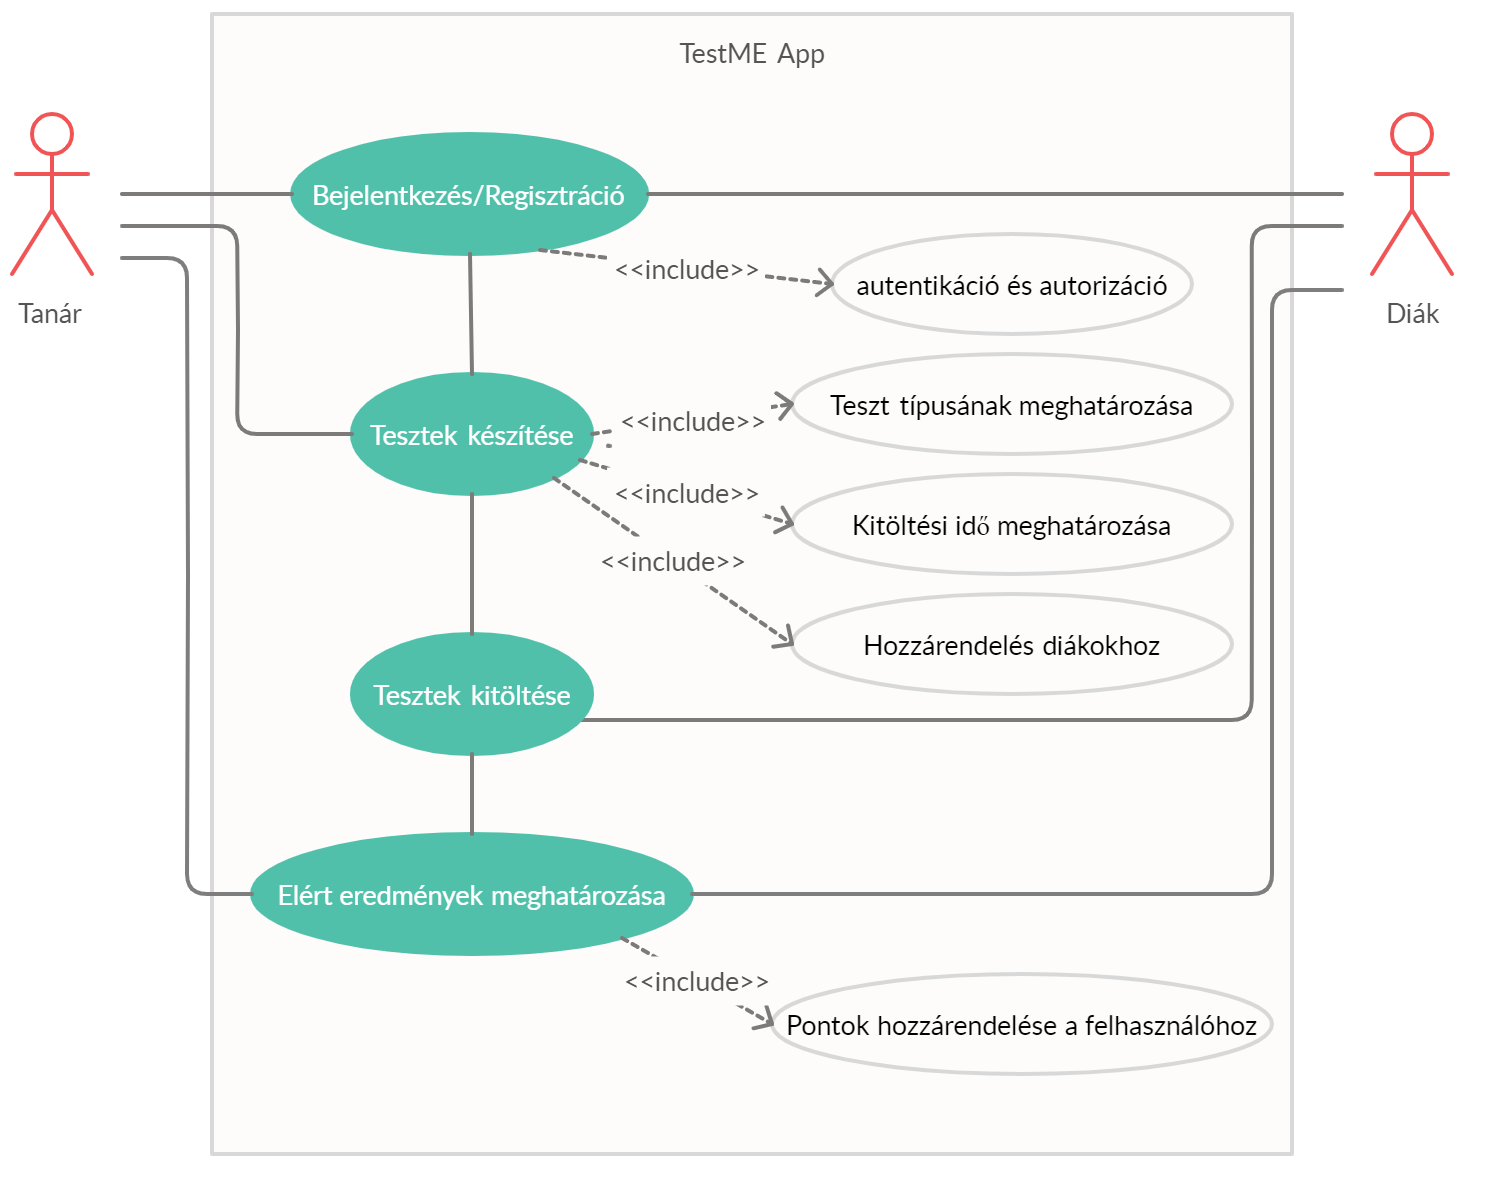 TestME App
Bejelentkezés/Regisztráció
<<include>>
autentikáció és autorizáció
Tanár
Diák
Tesztek készítése
<<include>>
Teszt típusának meghatározása
<<include>>
Kitöltési idő meghatározása
<<include>>
Hozzárendelés diákokhoz
Tesztek kitöltése
Elért eredmények meghatározása
<<include>>
Pontok hozzárendelése a felhasználóhoz